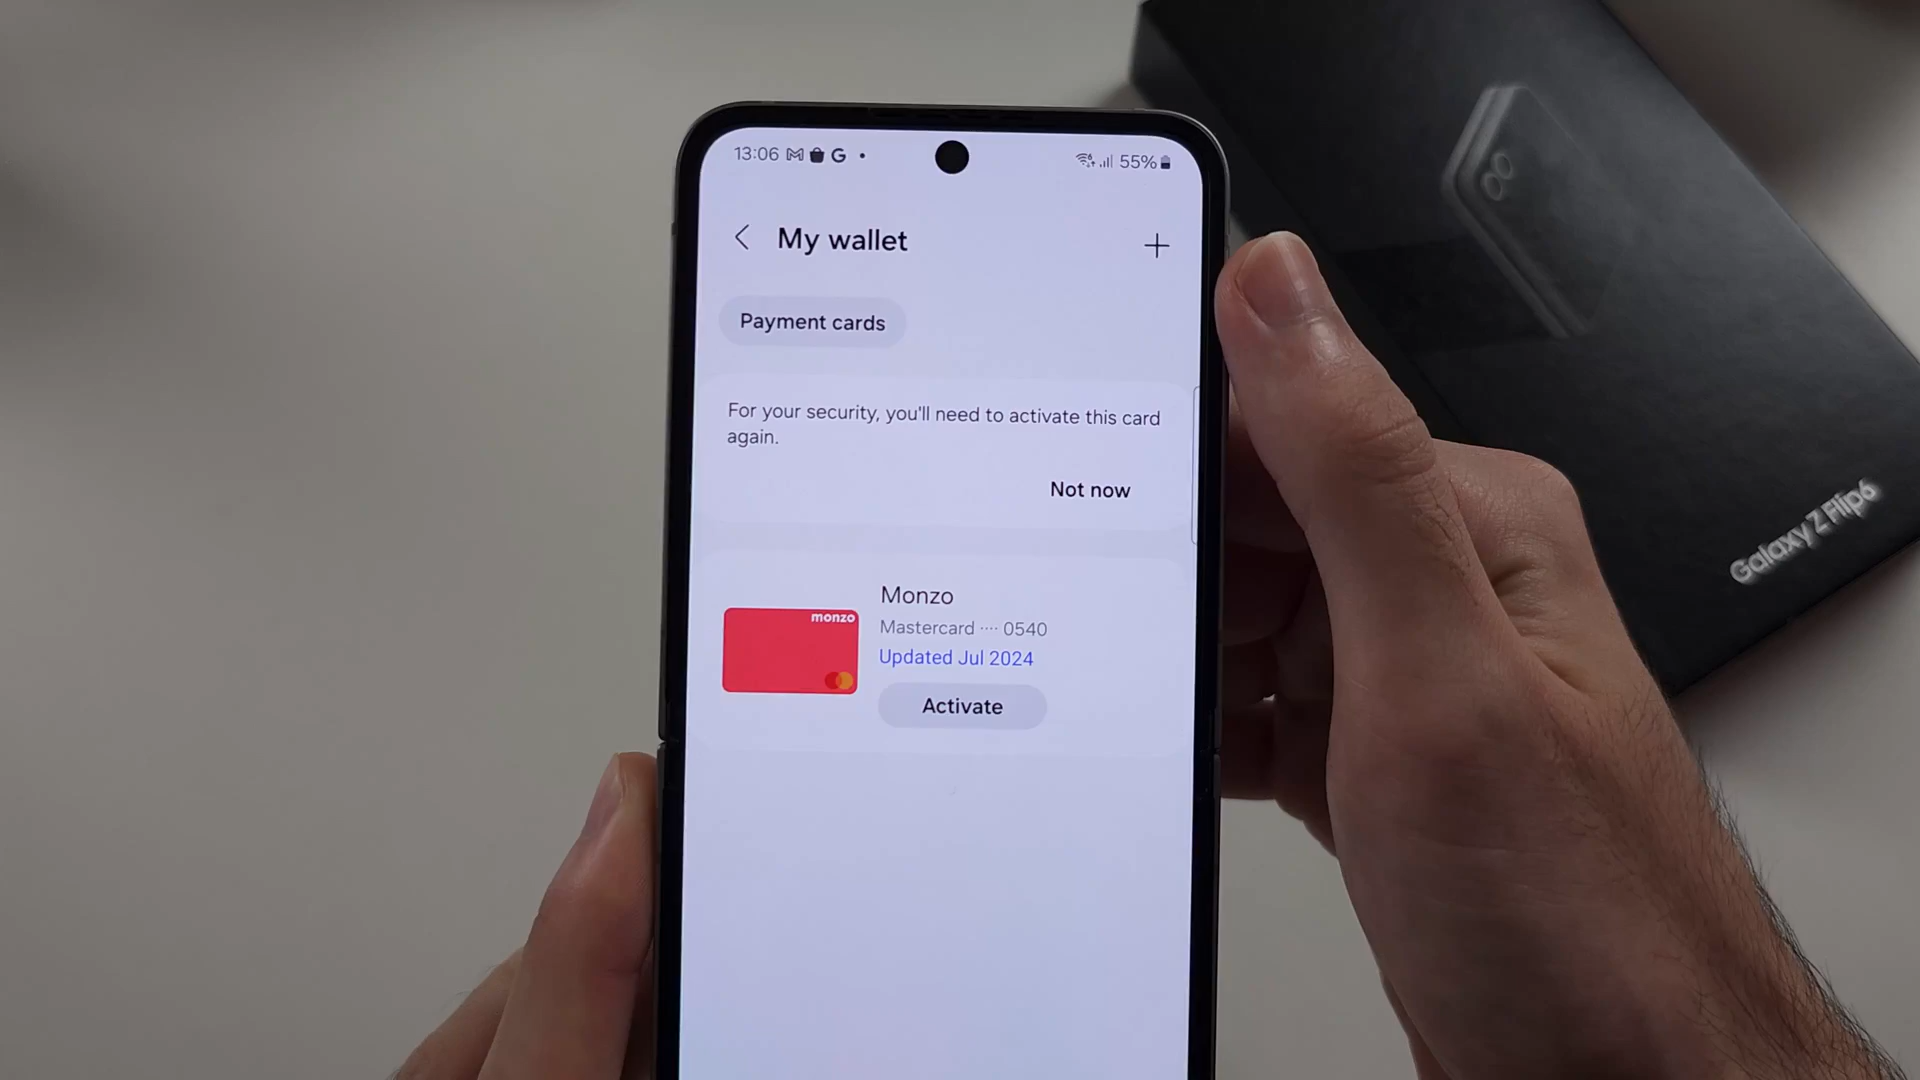 13:06
G
55%
My wallet
Payment cards
For your security, you'll need to activate this card
again.
Not now
monzo
Monzo
Mastercard ···· 0540
Updated Jul 2024
Activate
Galaxy Z Flip6